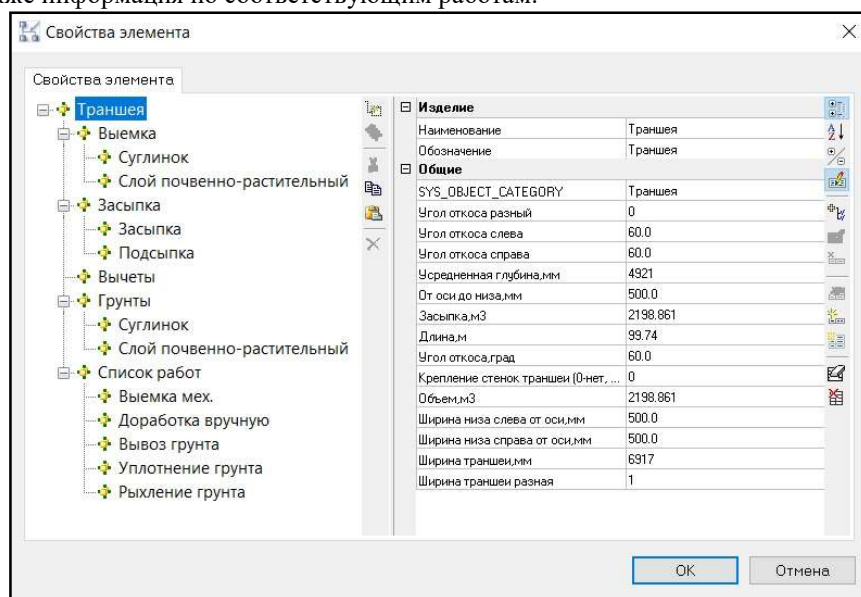 же информация по соответствующим работам.
Свойства элемента
Свойства элемента
Траншея
Выемка
Суглинок
Слой почвенно-растительный
Засыпка
Засыпка
Подсыпка
Вычеты
Грунты
Суглинок
Слой почвенно-растительный
Список работ
Выемка мех.
Доработка вручную
Вывоз грунта
Уплотнение грунта
Рыхление грунта
Изделие
Наименование Траншея
Обозначение Траншея
Общие
SYS_OBJECT_CATEGORY Траншея
Угол откоса разный 0
Угол откоса слева 60.0
Угол откоса справа 60.0
Усредненная глубина,мм 4921
От оси до низа,мм 500.0
Засыпка,м3 2198.861
Длина,м 99.74
Угол откоса,град 60.0
Крепление стенок траншеи (0-нет, ... 0
Объем,м3 2198.861
Ширина низа слева от оси,мм 500.0
Ширина низа справа от оси,мм 500.0
Ширина траншеи,мм 6917
Ширина траншеи разная 1
OK Отмена